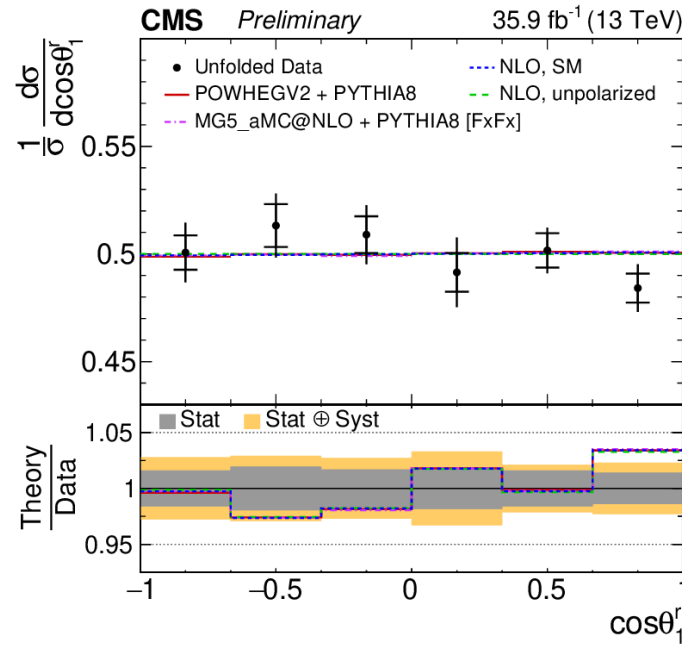 CMS Preliminary 35.9 fb⁻¹ (13 TeV)
1/σ dσ/dcosθ₁ʳ
Unfolded Data
POWHEGV2 + PYTHIA8
MG5_aMC@NLO + PYTHIA8 [FxFx]
NLO, SM
NLO, unpolarized
0.55
0.5
0.45
Stat
Stat ⊕ Syst
Theory/Data
1.05
1
0.95
−1 −0.5 0 0.5 1
cosθ₁ʳ